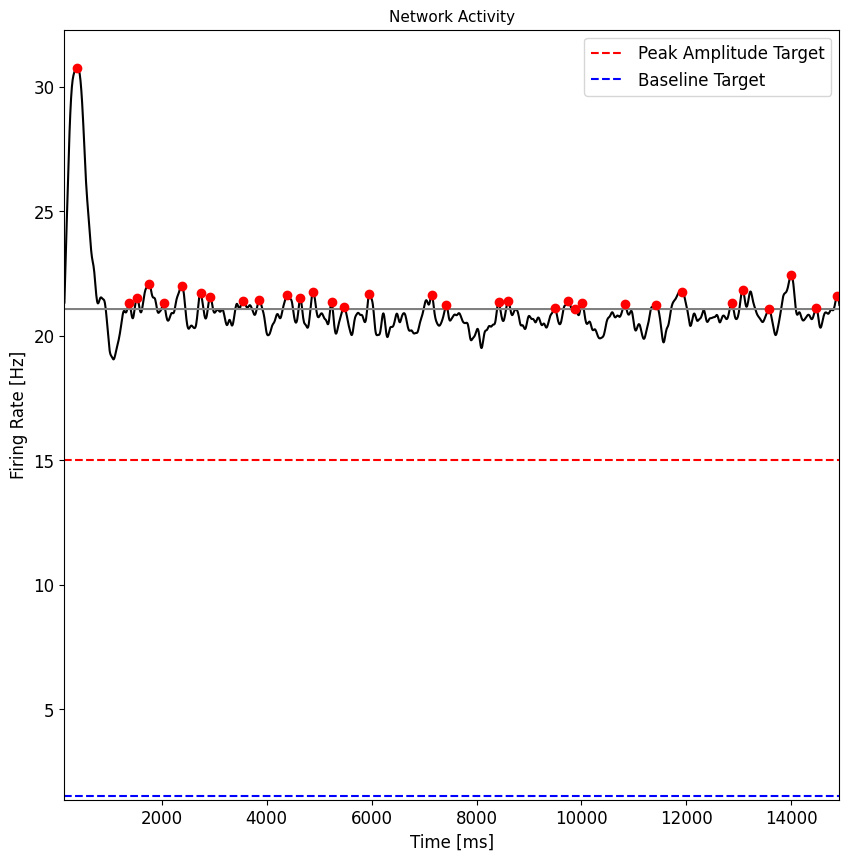 Network Activity
Peak Amplitude Target
Baseline Target
Firing Rate [Hz]
30
25
20
15
10
5
2000 4000 6000 8000 10000 12000 14000
Time [ms]